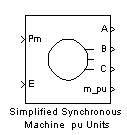 A
Pm
B
C
E
m_pu
Simplified Synchronous
Machine pu Units